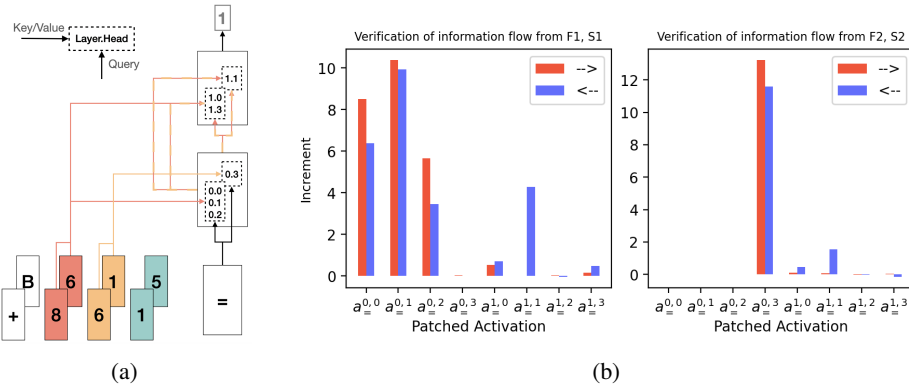 Key/Value
Layer.Head
Query
1
1.1
1.0
1.3
0.3
0.0
0.1
0.2
B 6 1 5
+ 8 6 1
=
(a)
Verification of information flow from F1, S1
-->
<--
Increment
10
8
6
4
2
0
a=^0,0 a=^0,1 a=^0,2 a=^0,3 a=^1,0 a=^1,1 a=^1,2 a=^1,3
Patched Activation
Verification of information flow from F2, S2
-->
<--
12
10
8
6
4
2
0
a=^0,0 a=^0,1 a=^0,2 a=^0,3 a=^1,0 a=^1,1 a=^1,2 a=^1,3
Patched Activation
(b)